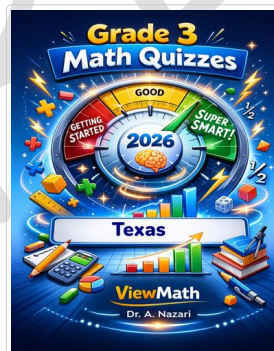 Grade 3
Math Quizzes
GOOD
GETTING
STARTED
SUPER
SMART!
2026
1/2
1/2
Texas
ViewMath
Dr. A. Nazari